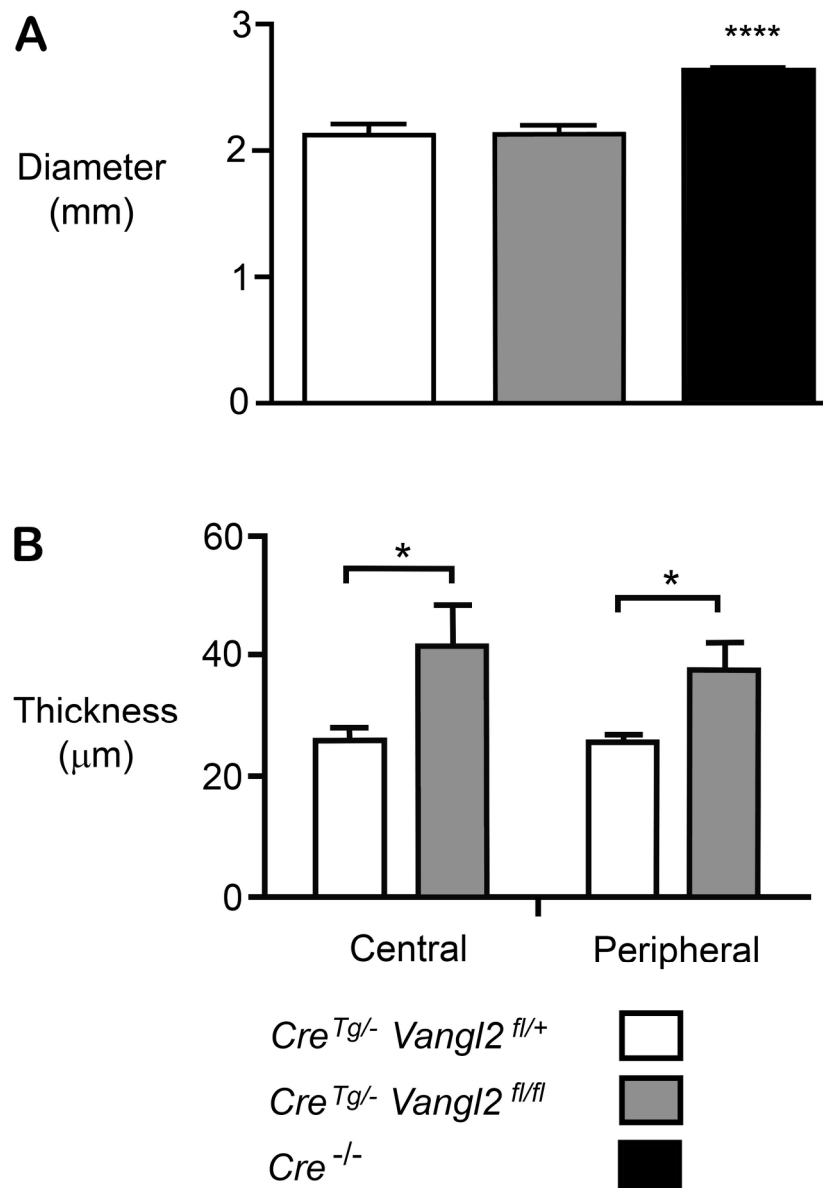 A
3
****
2
Diameter
(mm)
1
0
B
60
*
*
40
Thickness
(μm)
20
0
Central Peripheral
Cre Tg/- Vangl2 fl/+
Cre Tg/- Vangl2 fl/fl
Cre -/-